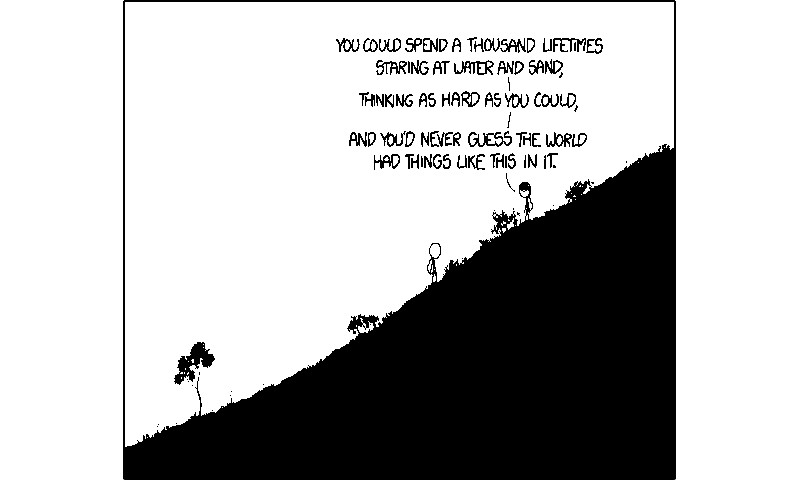 YOU COULD SPEND A THOUSAND LIFETIMES
STARING AT WATER AND SAND,
THINKING AS HARD AS YOU COULD,
AND YOU'D NEVER GUESS THE WORLD
HAD THINGS LIKE THIS IN IT.